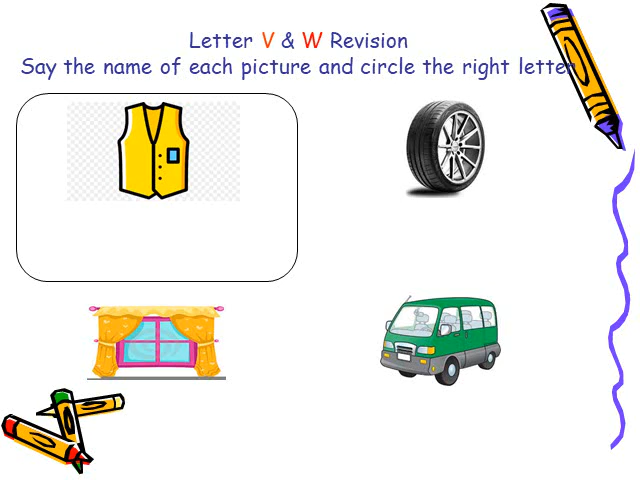 Letter V & W Revision
Say the name of each picture and circle the right letter